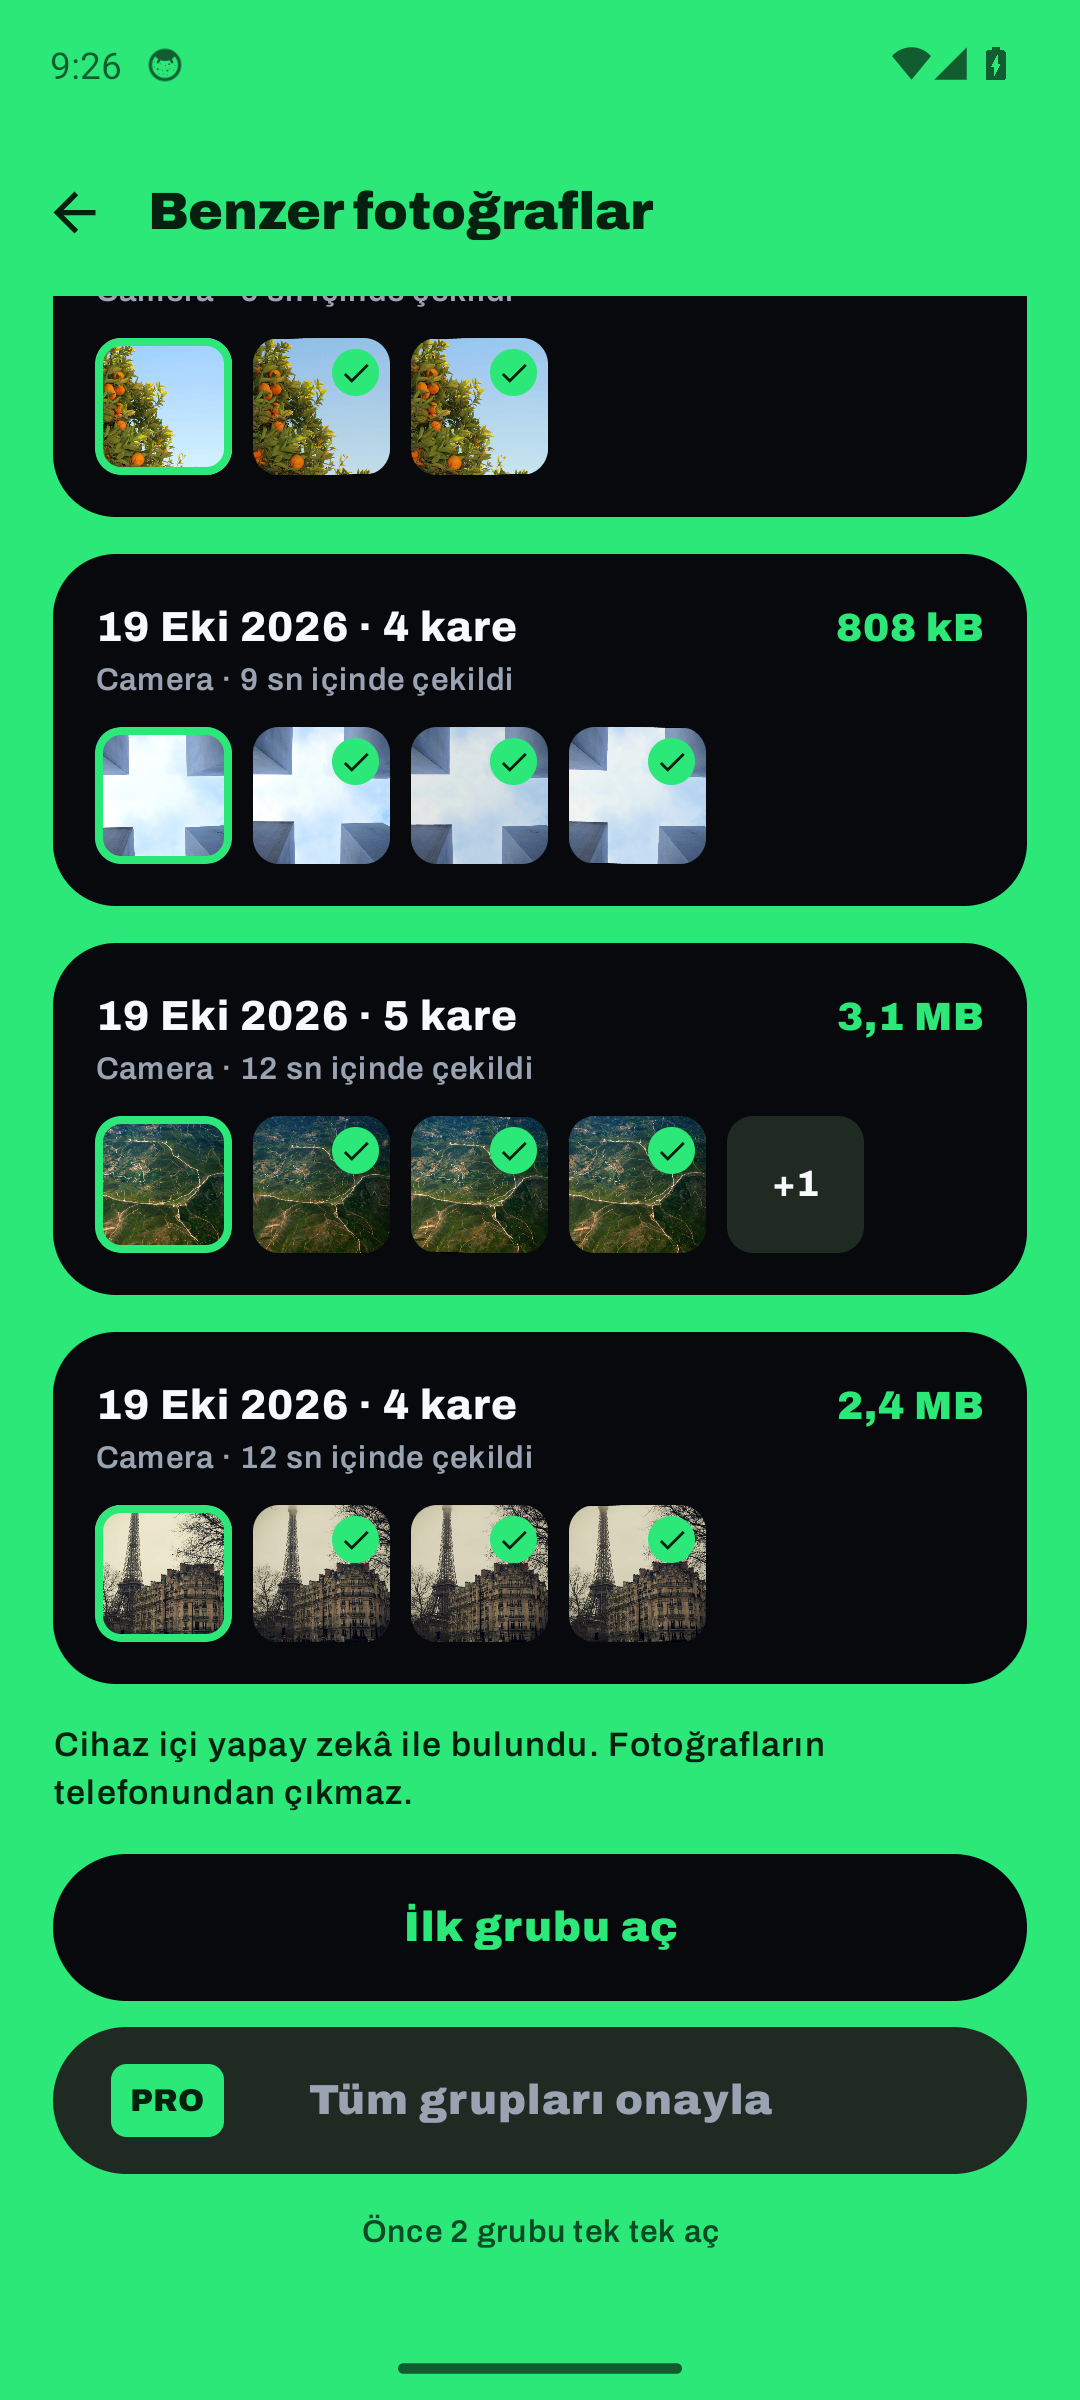 9:26
Benzer fotoğraflar
19 Eki 2026 · 4 kare
808 kB
Camera · 9 sn içinde çekildi
19 Eki 2026 · 5 kare
3,1 MB
Camera · 12 sn içinde çekildi
+1
19 Eki 2026 · 4 kare
2,4 MB
Camera · 12 sn içinde çekildi
Cihaz içi yapay zekâ ile bulundu. Fotoğrafların
telefonundan çıkmaz.
İlk grubu aç
PRO
Tüm grupları onayla
Önce 2 grubu tek tek aç